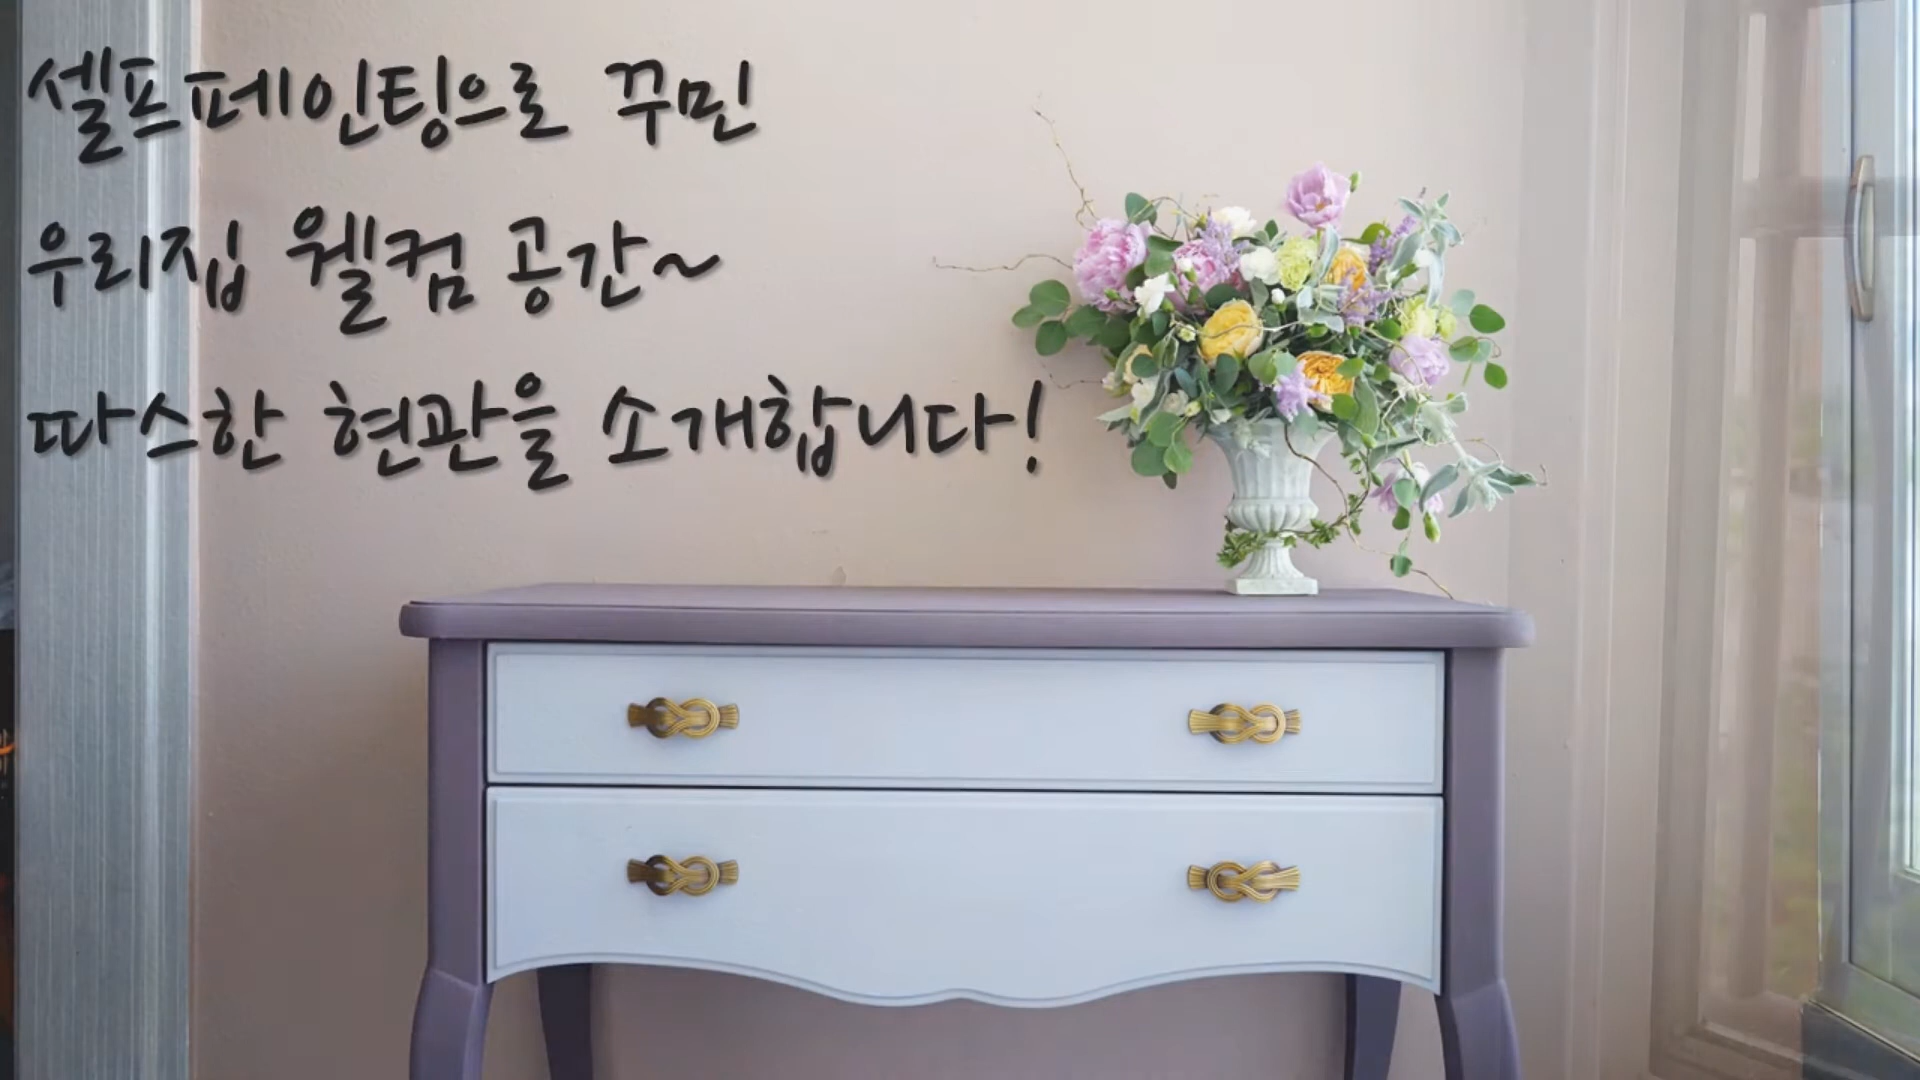 셀프페인팅으로 꾸민
우리집 웰컴 공간~
따스한 현관을 소개합니다!